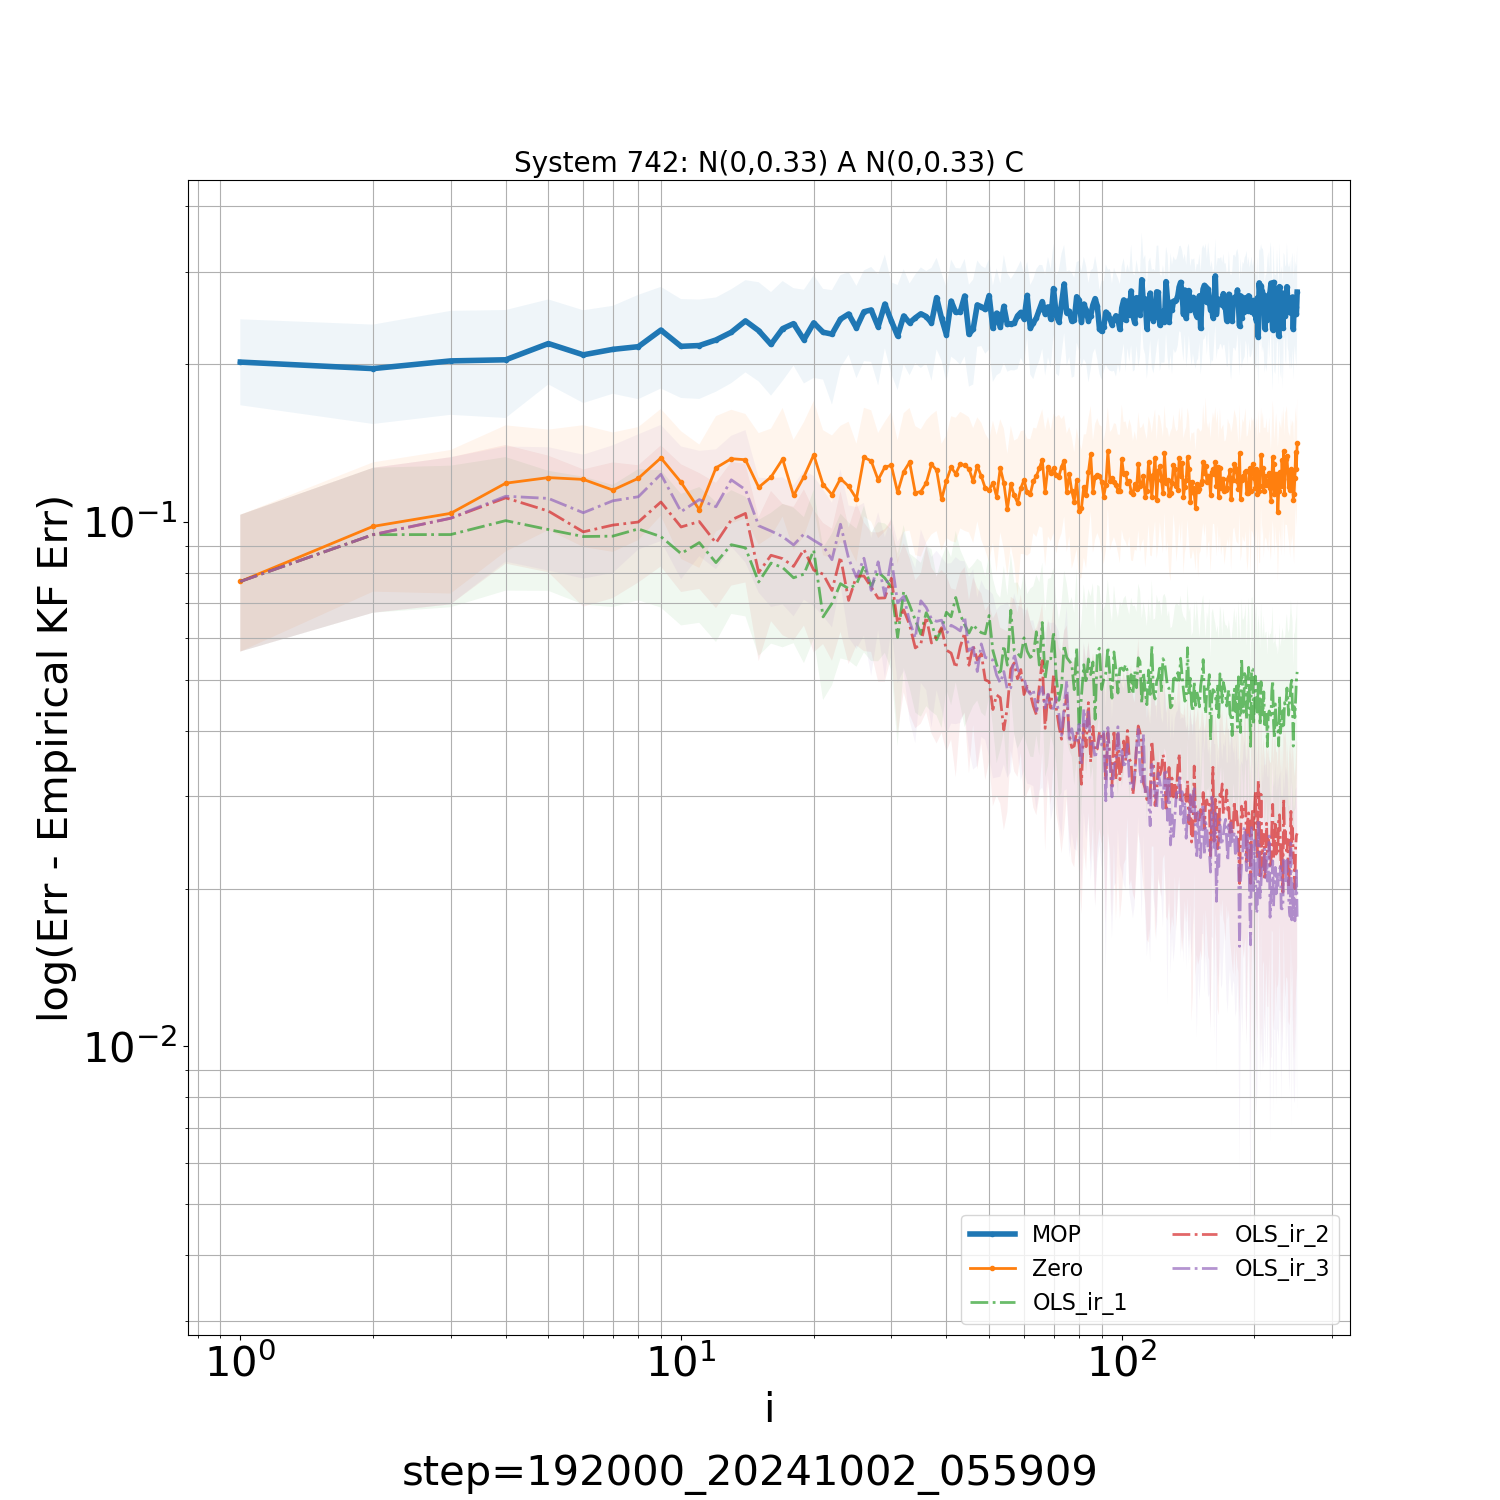 System 742: N(0,0.33) A N(0,0.33) C
log(Err - Empirical KF Err)
10⁻¹
10⁻²
MOP
Zero
OLS_ir_1
OLS_ir_2
OLS_ir_3
10⁰ 10¹ 10²
i
step=192000_20241002_055909